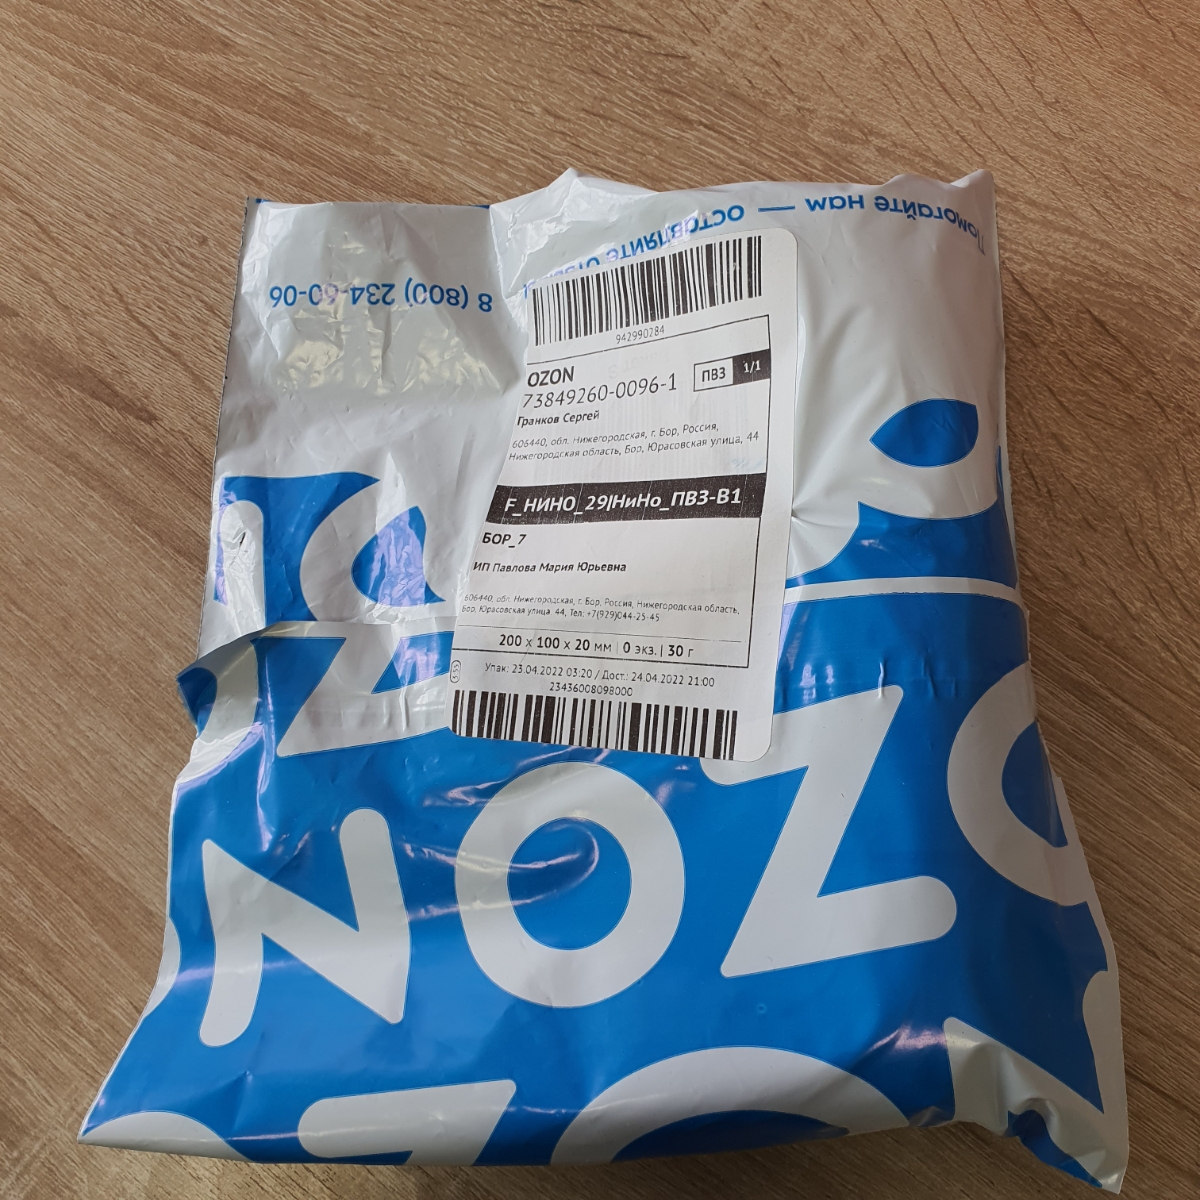 Помогайте нам —
оставляйте
8 (800) 234-60-06
942990284
OZON
73849260-0096-1
ПВЗ 1/1
Гранков Сергей
606440, обл. Нижегородская, г. Бор, Россия,
Нижегородская область, Бор, Юрасовская улица, 44
F_НИНО_29|НиНо_ПВЗ-В1
БОР_7
ИП Павлова Мария Юрьевна
606440, обл. Нижегородская, г. Бор, Россия, Нижегородская область,
Бор, Юрасовская улица, 44, Тел: +7(929)044-25-45
200 x 100 x 20 мм | 0 экз. | 30 г
Упак: 23.04.2022 03:20 / Дост.: 24.04.2022 21:00
23436008098000
OZON